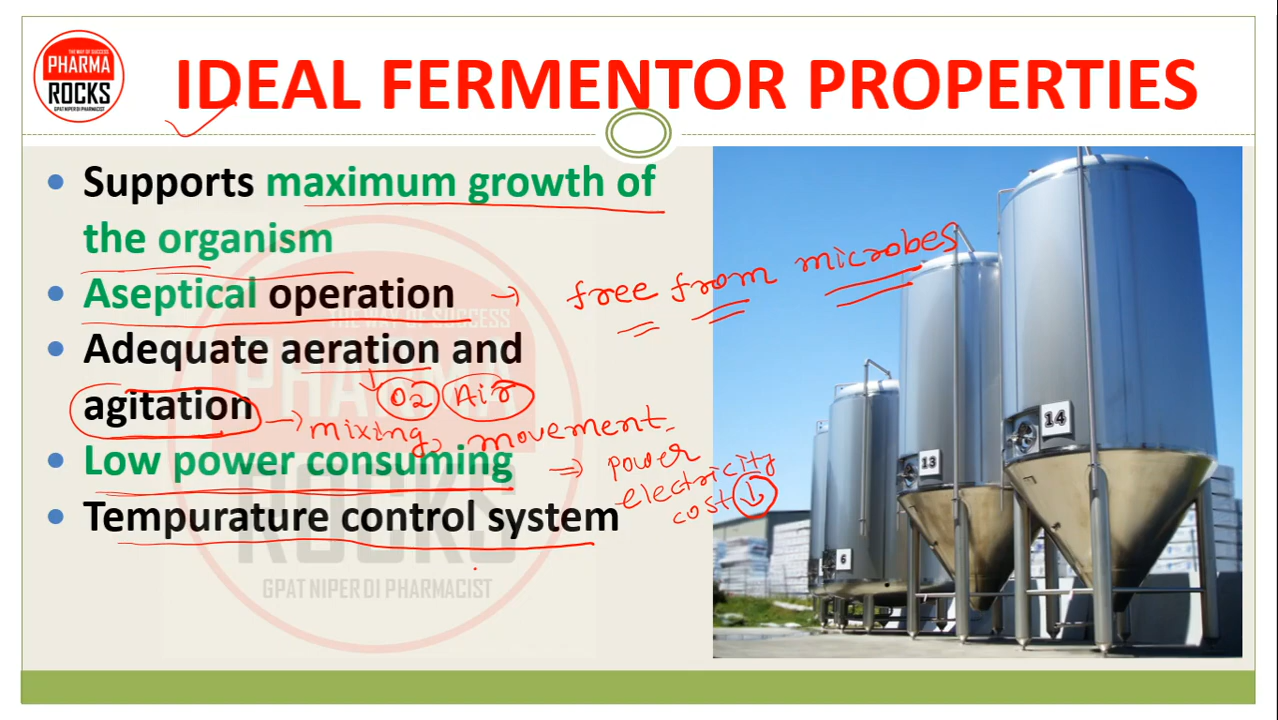 THE WAY OF SUCCESS
PHARMA
ROCKS
GPAT NIPER DI PHARMACIST
IDEAL FERMENTOR PROPERTIES
• Supports maximum growth of
the organism
• Aseptical operation → free from microbes
THE WAY OF SUCCESS
• Adequate aeration and
PHARMA
O2 Air
agitation → mixing, movement
• Low power consuming ⇒ power
electricity
cost ↓
• Tempurature control system
ROCKS
GPAT NIPER DI PHARMACIST
6
13
14